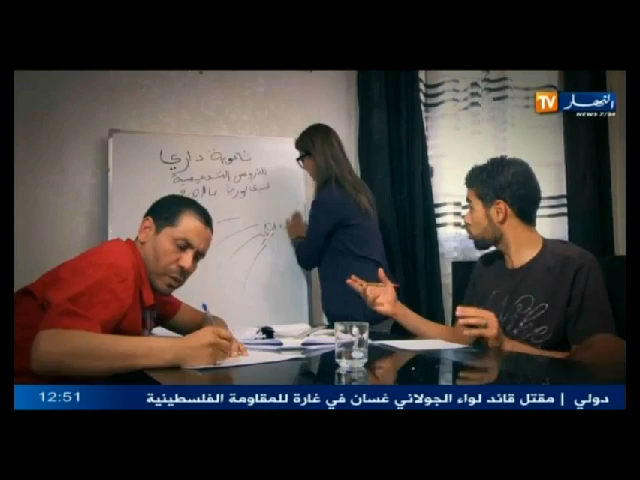 النهار TV
NEWS 7/24
ثانوية داري
الدروس التدعيمية
12:51 دولي | مقتل قائد لواء الجولاني غسان في غارة للمقاومة الفلسطينية